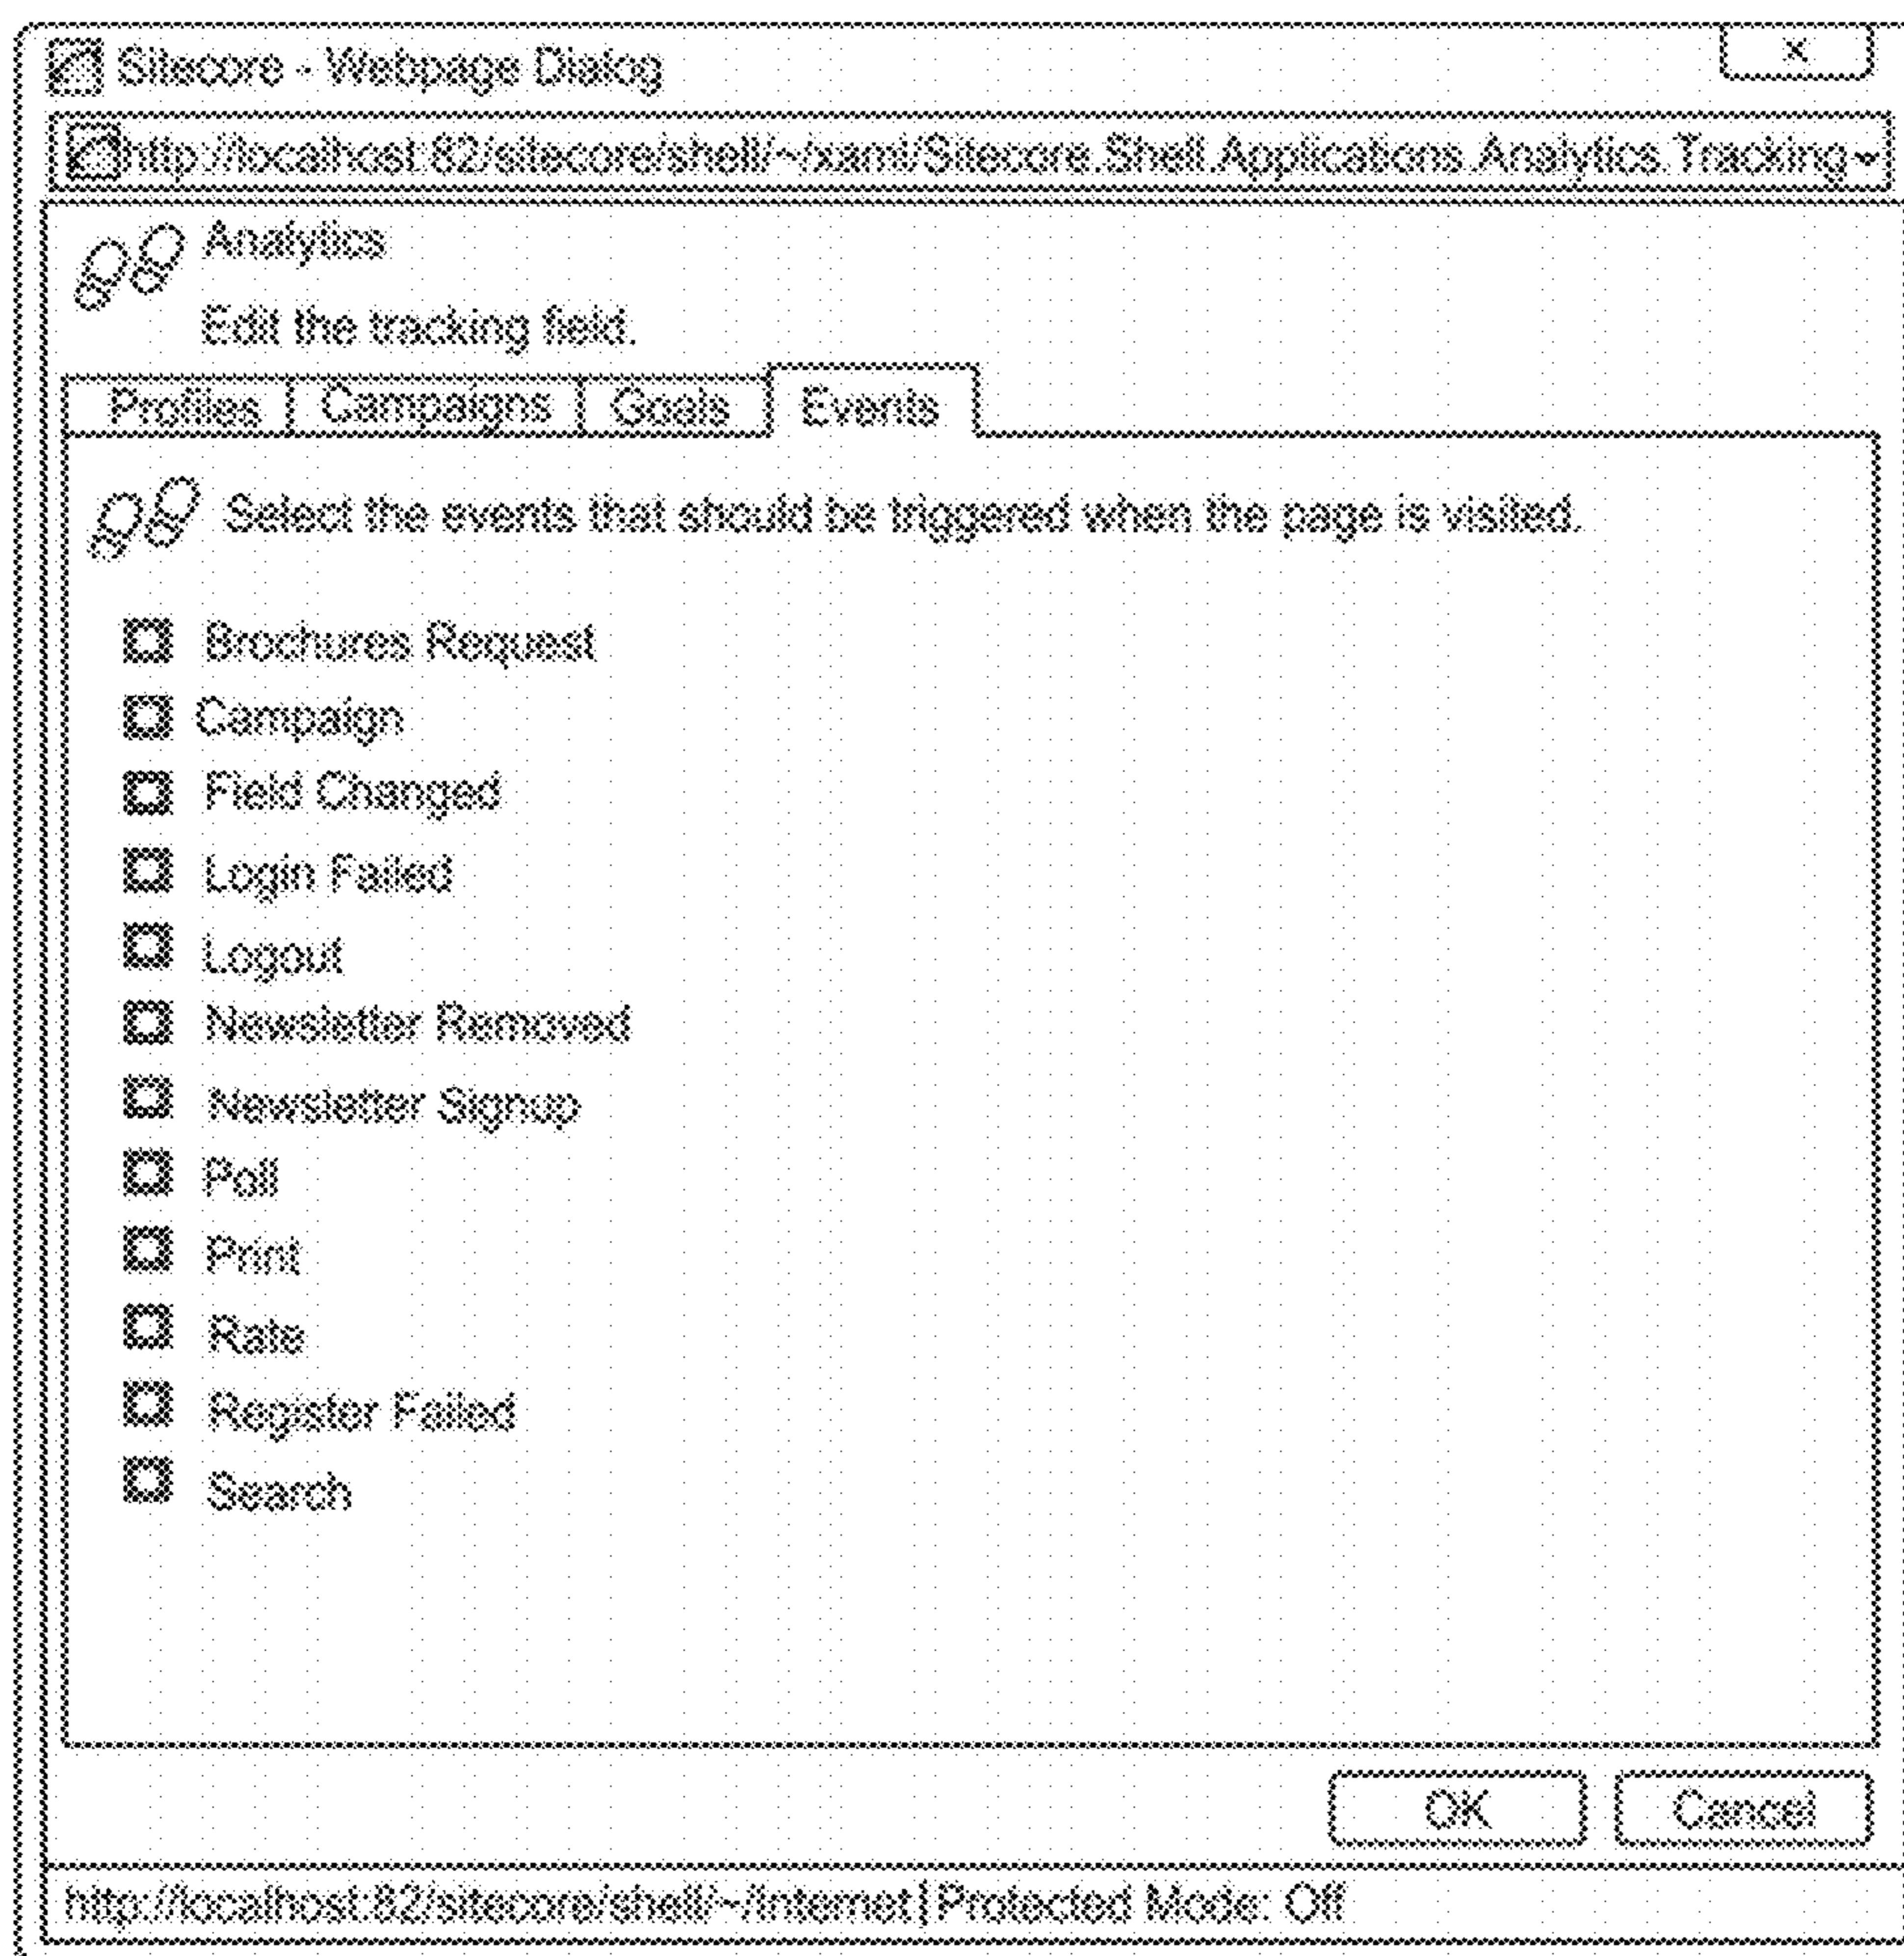 Sitecore - Webpage Dialog
x
http://localhost:82/sitecore/shell/~/xaml/Sitecore.Shell.Applications.Analytics.Tracking
Analytics
Edit the tracking field.
Profiles Campaigns Goals Events
Select the events that should be triggered when the page is visited.
Brochures Request
Campaign
Field Changed
Login Failed
Logout
Newsletter Removed
Newsletter Signup
Poll
Print
Rate
Register Failed
Search
OK Cancel
http://localhost:82/sitecore/shell/~/Internet|Protected Mode: Off